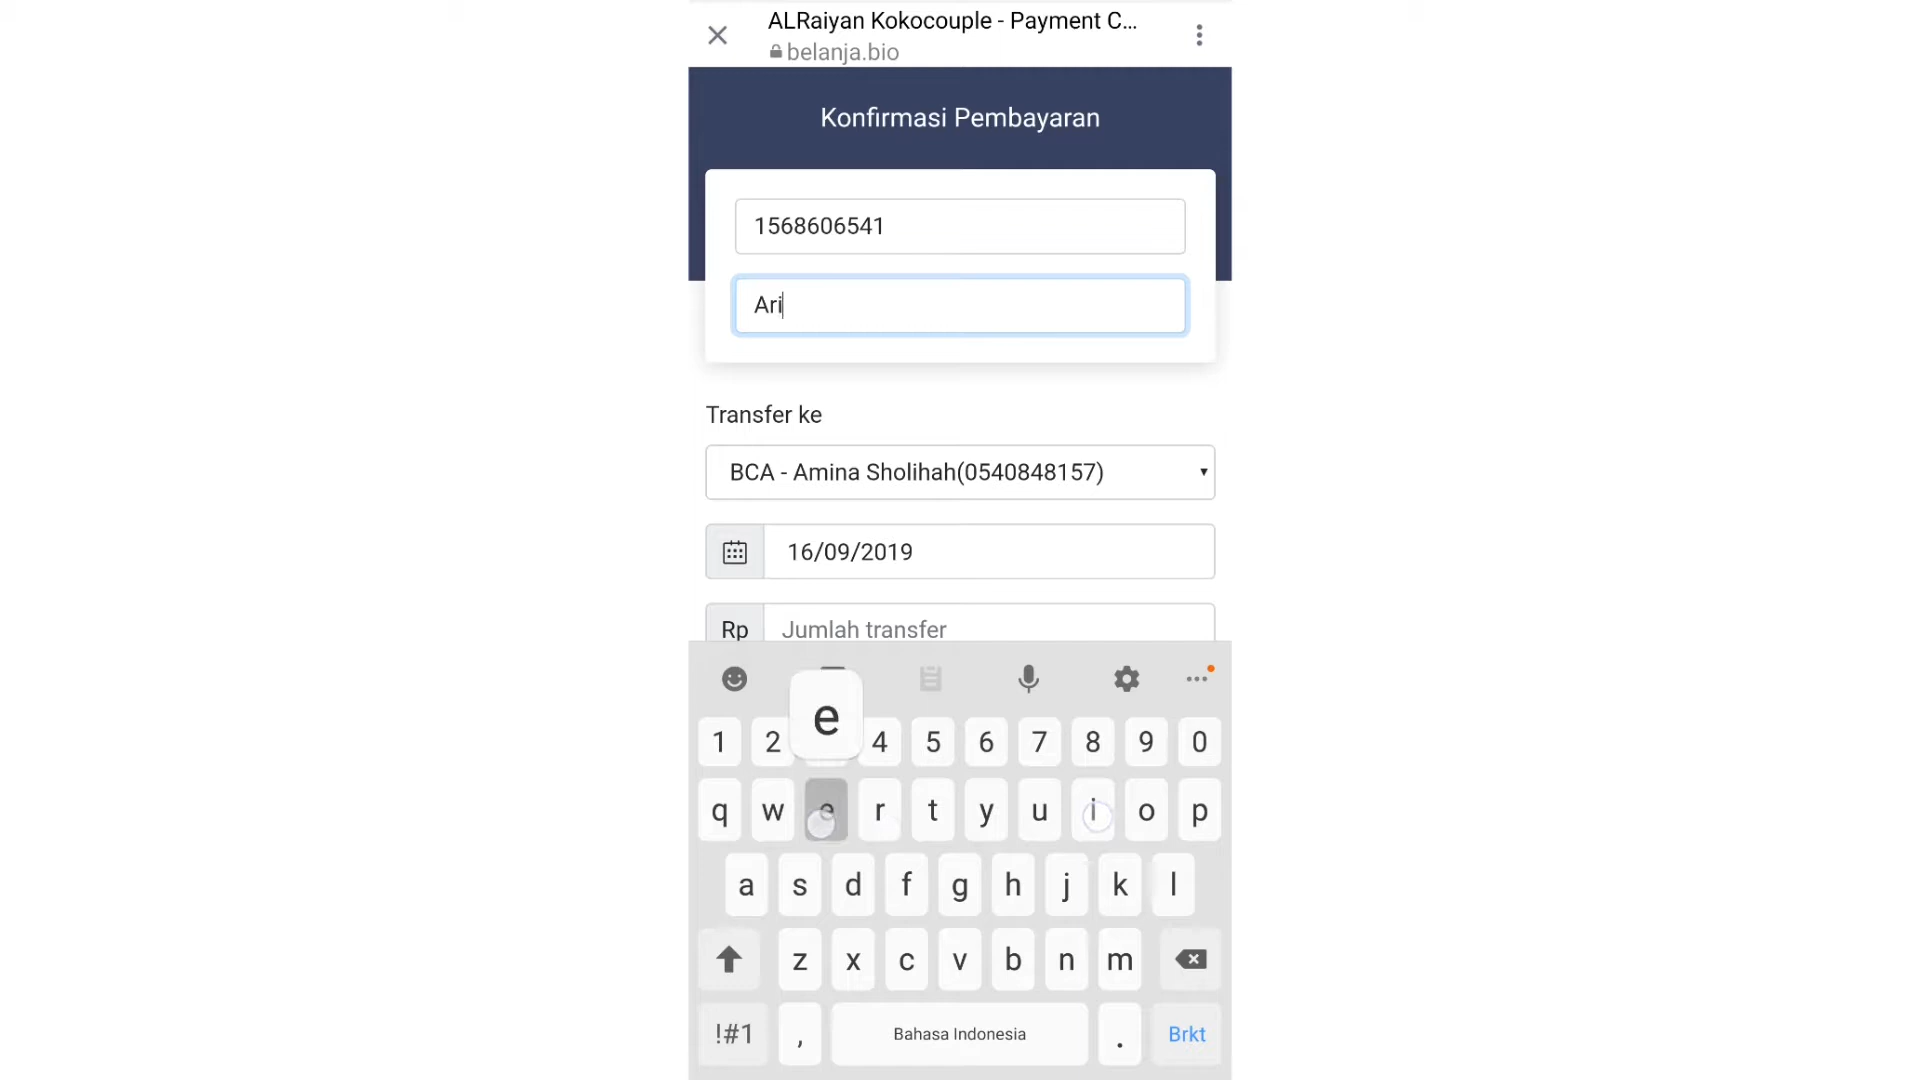 ALRaiyan Kokocouple - Payment C...
belanja.bio
Konfirmasi Pembayaran
1568606541
Ari
Transfer ke
BCA - Amina Sholihah(0540848157)
16/09/2019
Rp Jumlah transfer
e
1 2 4 5 6 7 8 9 0
q w e r t y u i o p
a s d f g h j k l
z x c v b n m
!#1 , Bahasa Indonesia . Brkt